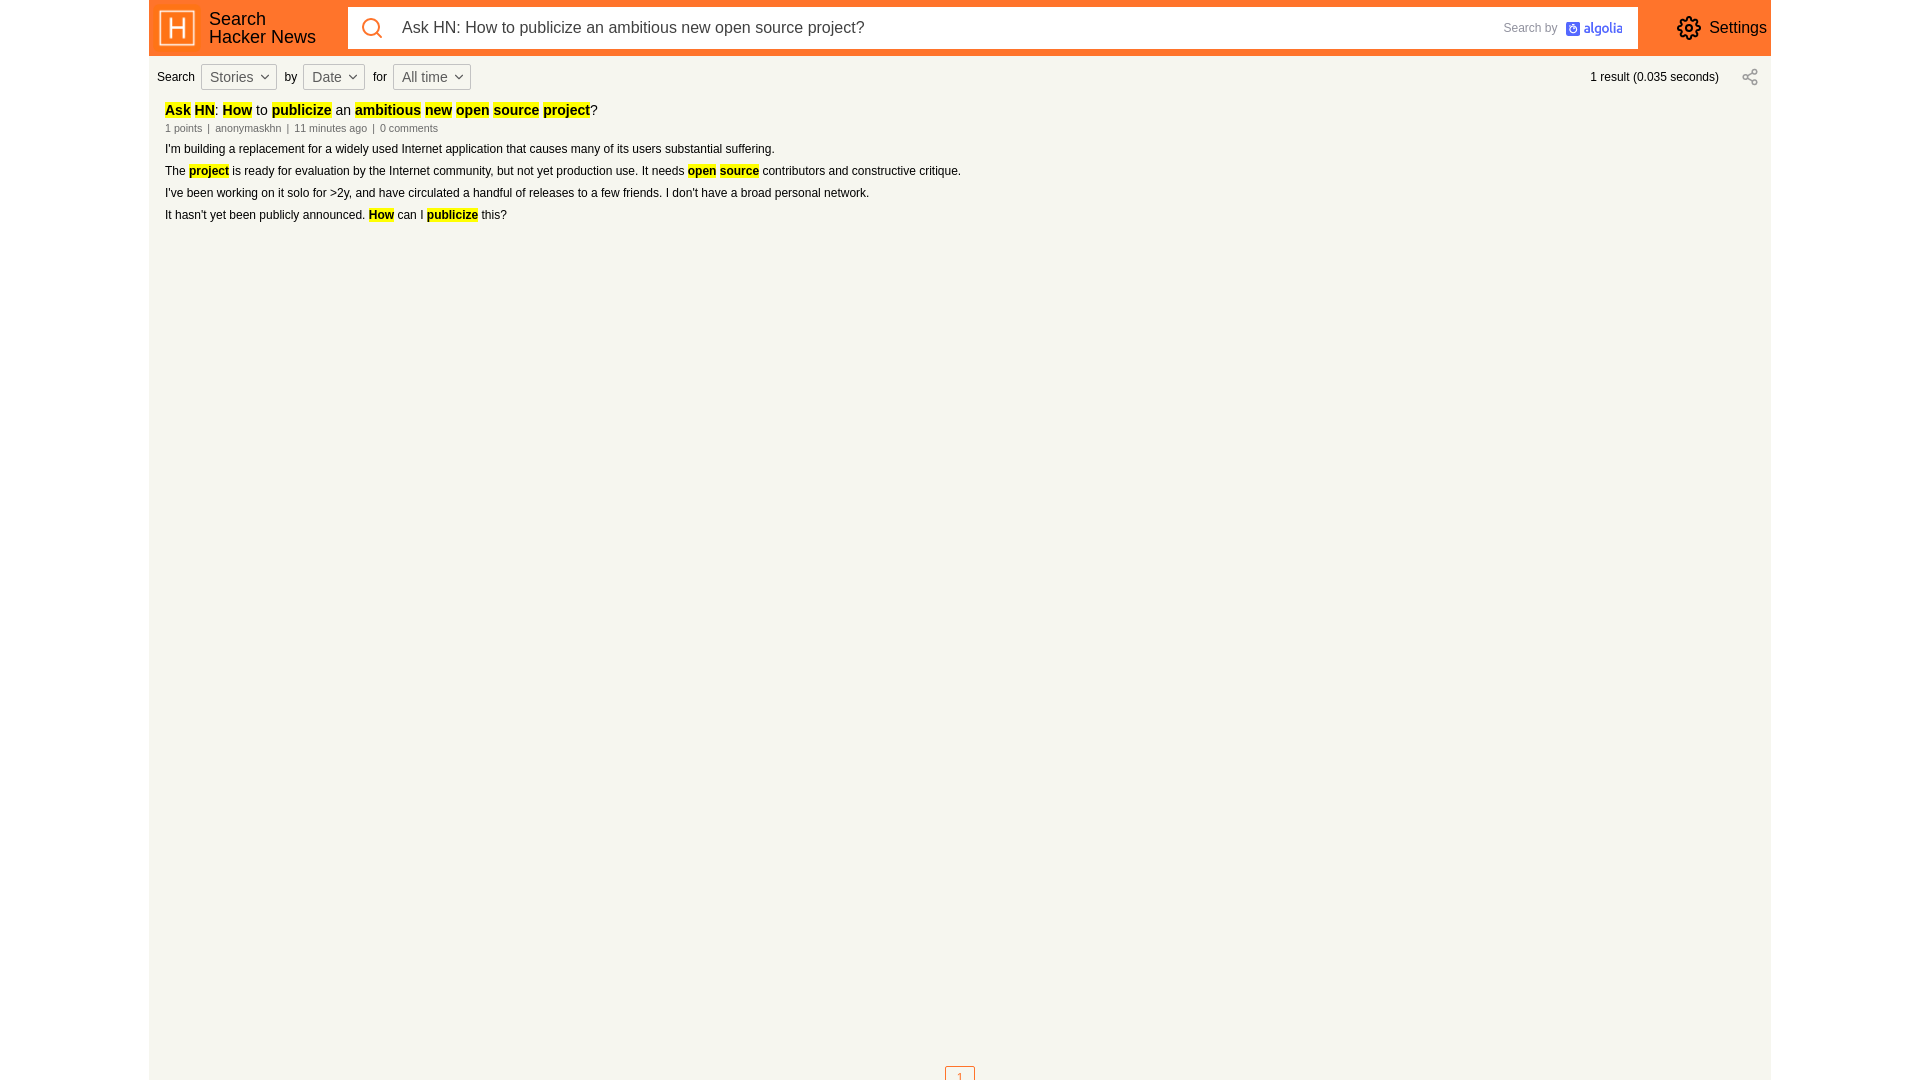 Search
Hacker News
Ask HN: How to publicize an ambitious new open source project?
Search by algolia
Settings
Search Stories by Date for All time
1 result (0.035 seconds)
Ask HN: How to publicize an ambitious new open source project?
1 points | anonymaskhn | 11 minutes ago | 0 comments
I'm building a replacement for a widely used Internet application that causes many of its users substantial suffering.
The project is ready for evaluation by the Internet community, but not yet production use. It needs open source contributors and constructive critique.
I've been working on it solo for >2y, and have circulated a handful of releases to a few friends. I don't have a broad personal network.
It hasn't yet been publicly announced. How can I publicize this?
1